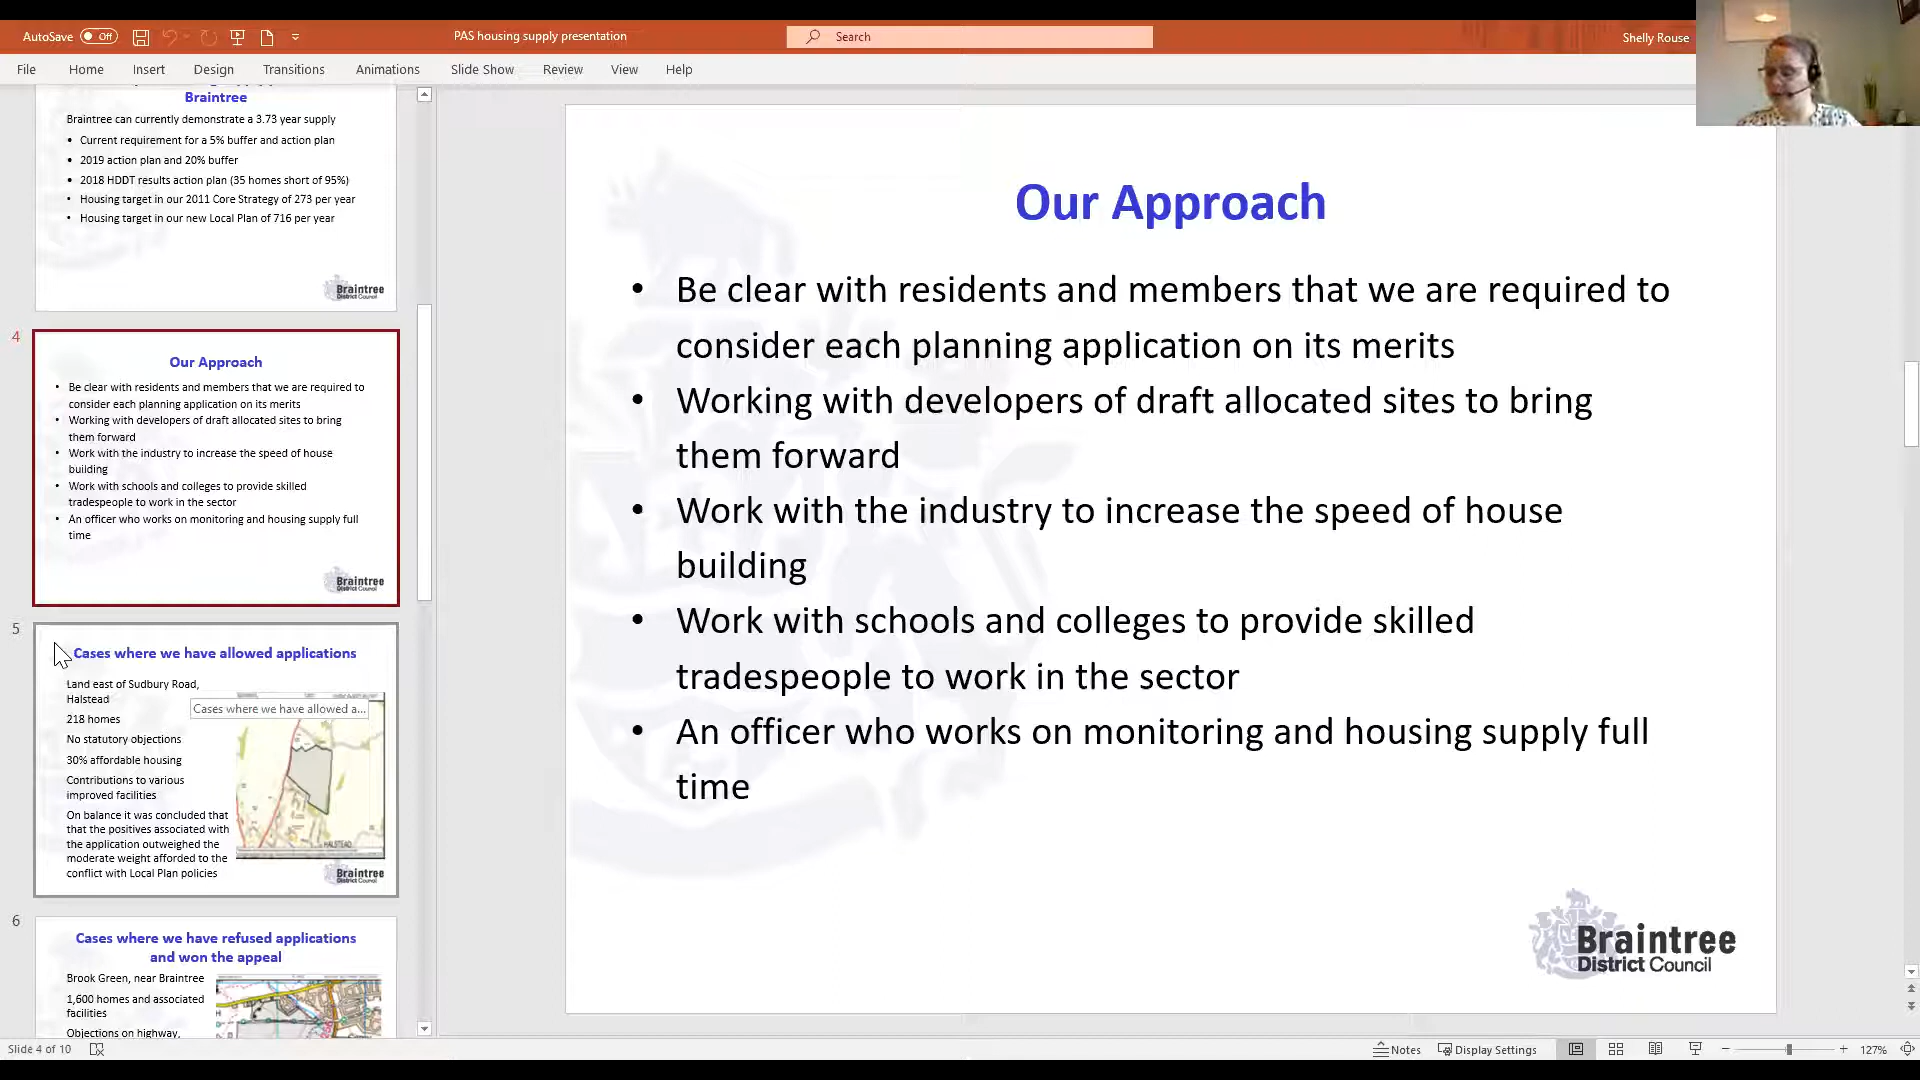 AutoSave Off
PAS housing supply presentation
Search
Shelly Rouse
File Home Insert Design Transitions Animations Slide Show Review View Help
Braintree
Braintree can currently demonstrate a 3.73 year supply
• Current requirement for a 5% buffer and action plan
• 2019 action plan and 20% buffer
• 2018 HDDT results action plan (35 homes short of 95%)
• Housing target in our 2011 Core Strategy of 273 per year
• Housing target in our new Local Plan of 716 per year
Braintree
District Council
4
Our Approach
• Be clear with residents and members that we are required to
consider each planning application on its merits
• Working with developers of draft allocated sites to bring
them forward
• Work with the industry to increase the speed of house
building
• Work with schools and colleges to provide skilled
tradespeople to work in the sector
• An officer who works on monitoring and housing supply full
time
Braintree
District Council
5
Cases where we have allowed applications
Land east of Sudbury Road,
Halstead
Cases where we have allowed a...
218 homes
No statutory objections
30% affordable housing
Contributions to various
improved facilities
On balance it was concluded that
that the positives associated with
the application outweighed the
moderate weight afforded to the
conflict with Local Plan policies
HALSTEAD
Braintree
District Council
6
Cases where we have refused applications
and won the appeal
Brook Green, near Braintree
1,600 homes and associated
facilities
Objections on highway,
Our Approach
• Be clear with residents and members that we are required to
consider each planning application on its merits
• Working with developers of draft allocated sites to bring
them forward
• Work with the industry to increase the speed of house
building
• Work with schools and colleges to provide skilled
tradespeople to work in the sector
• An officer who works on monitoring and housing supply full
time
Braintree
District Council
Slide 4 of 10
Notes Display Settings 127%